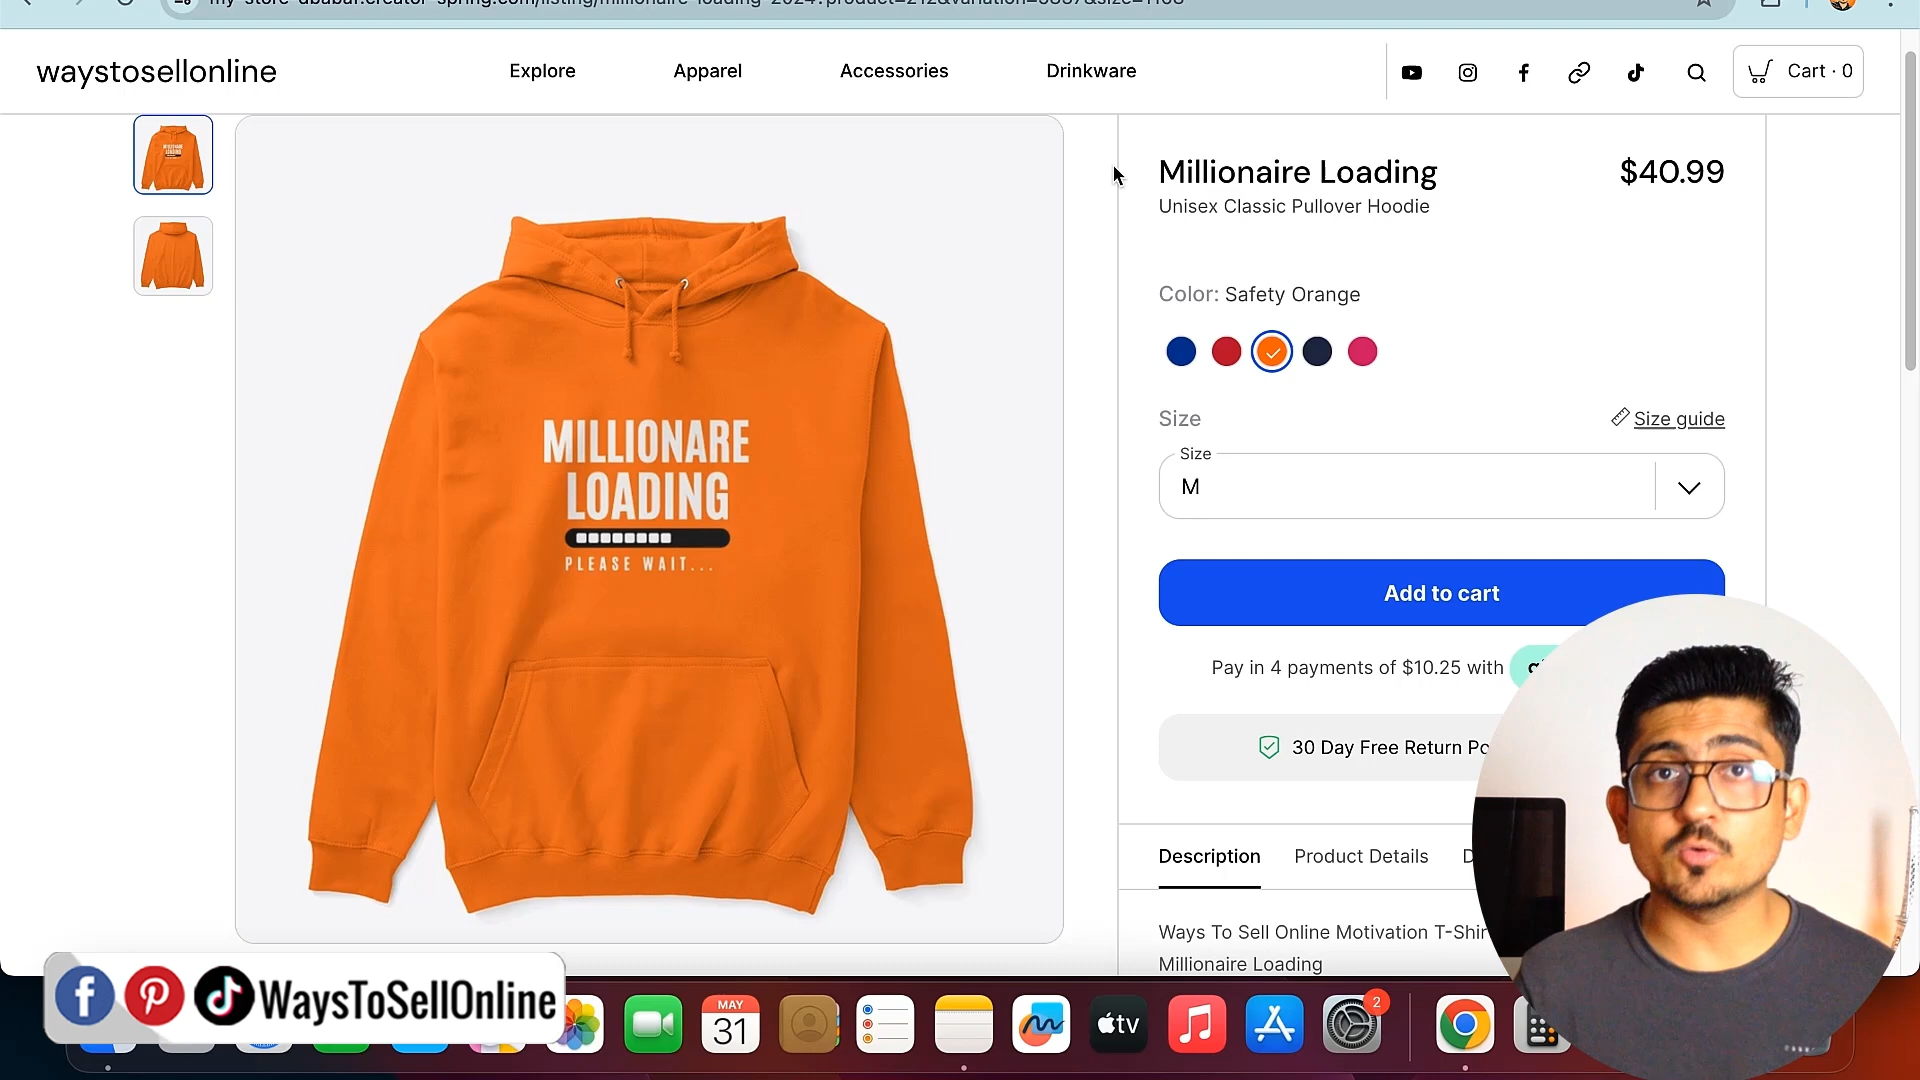 waystosellonline
Explore
Apparel
Accessories
Drinkware
Cart · 0
Millionaire Loading
$40.99
Unisex Classic Pullover Hoodie
Color: Safety Orange
Size
Size guide
Size
M
Add to cart
Pay in 4 payments of $10.25 with
30 Day Free Return
Description
Product Details
Ways To Sell Online Motivation
Millionaire Loading
MILLIONARE
LOADING
PLEASE WAIT...
WaysToSellOnline
MAY
31
tv
2